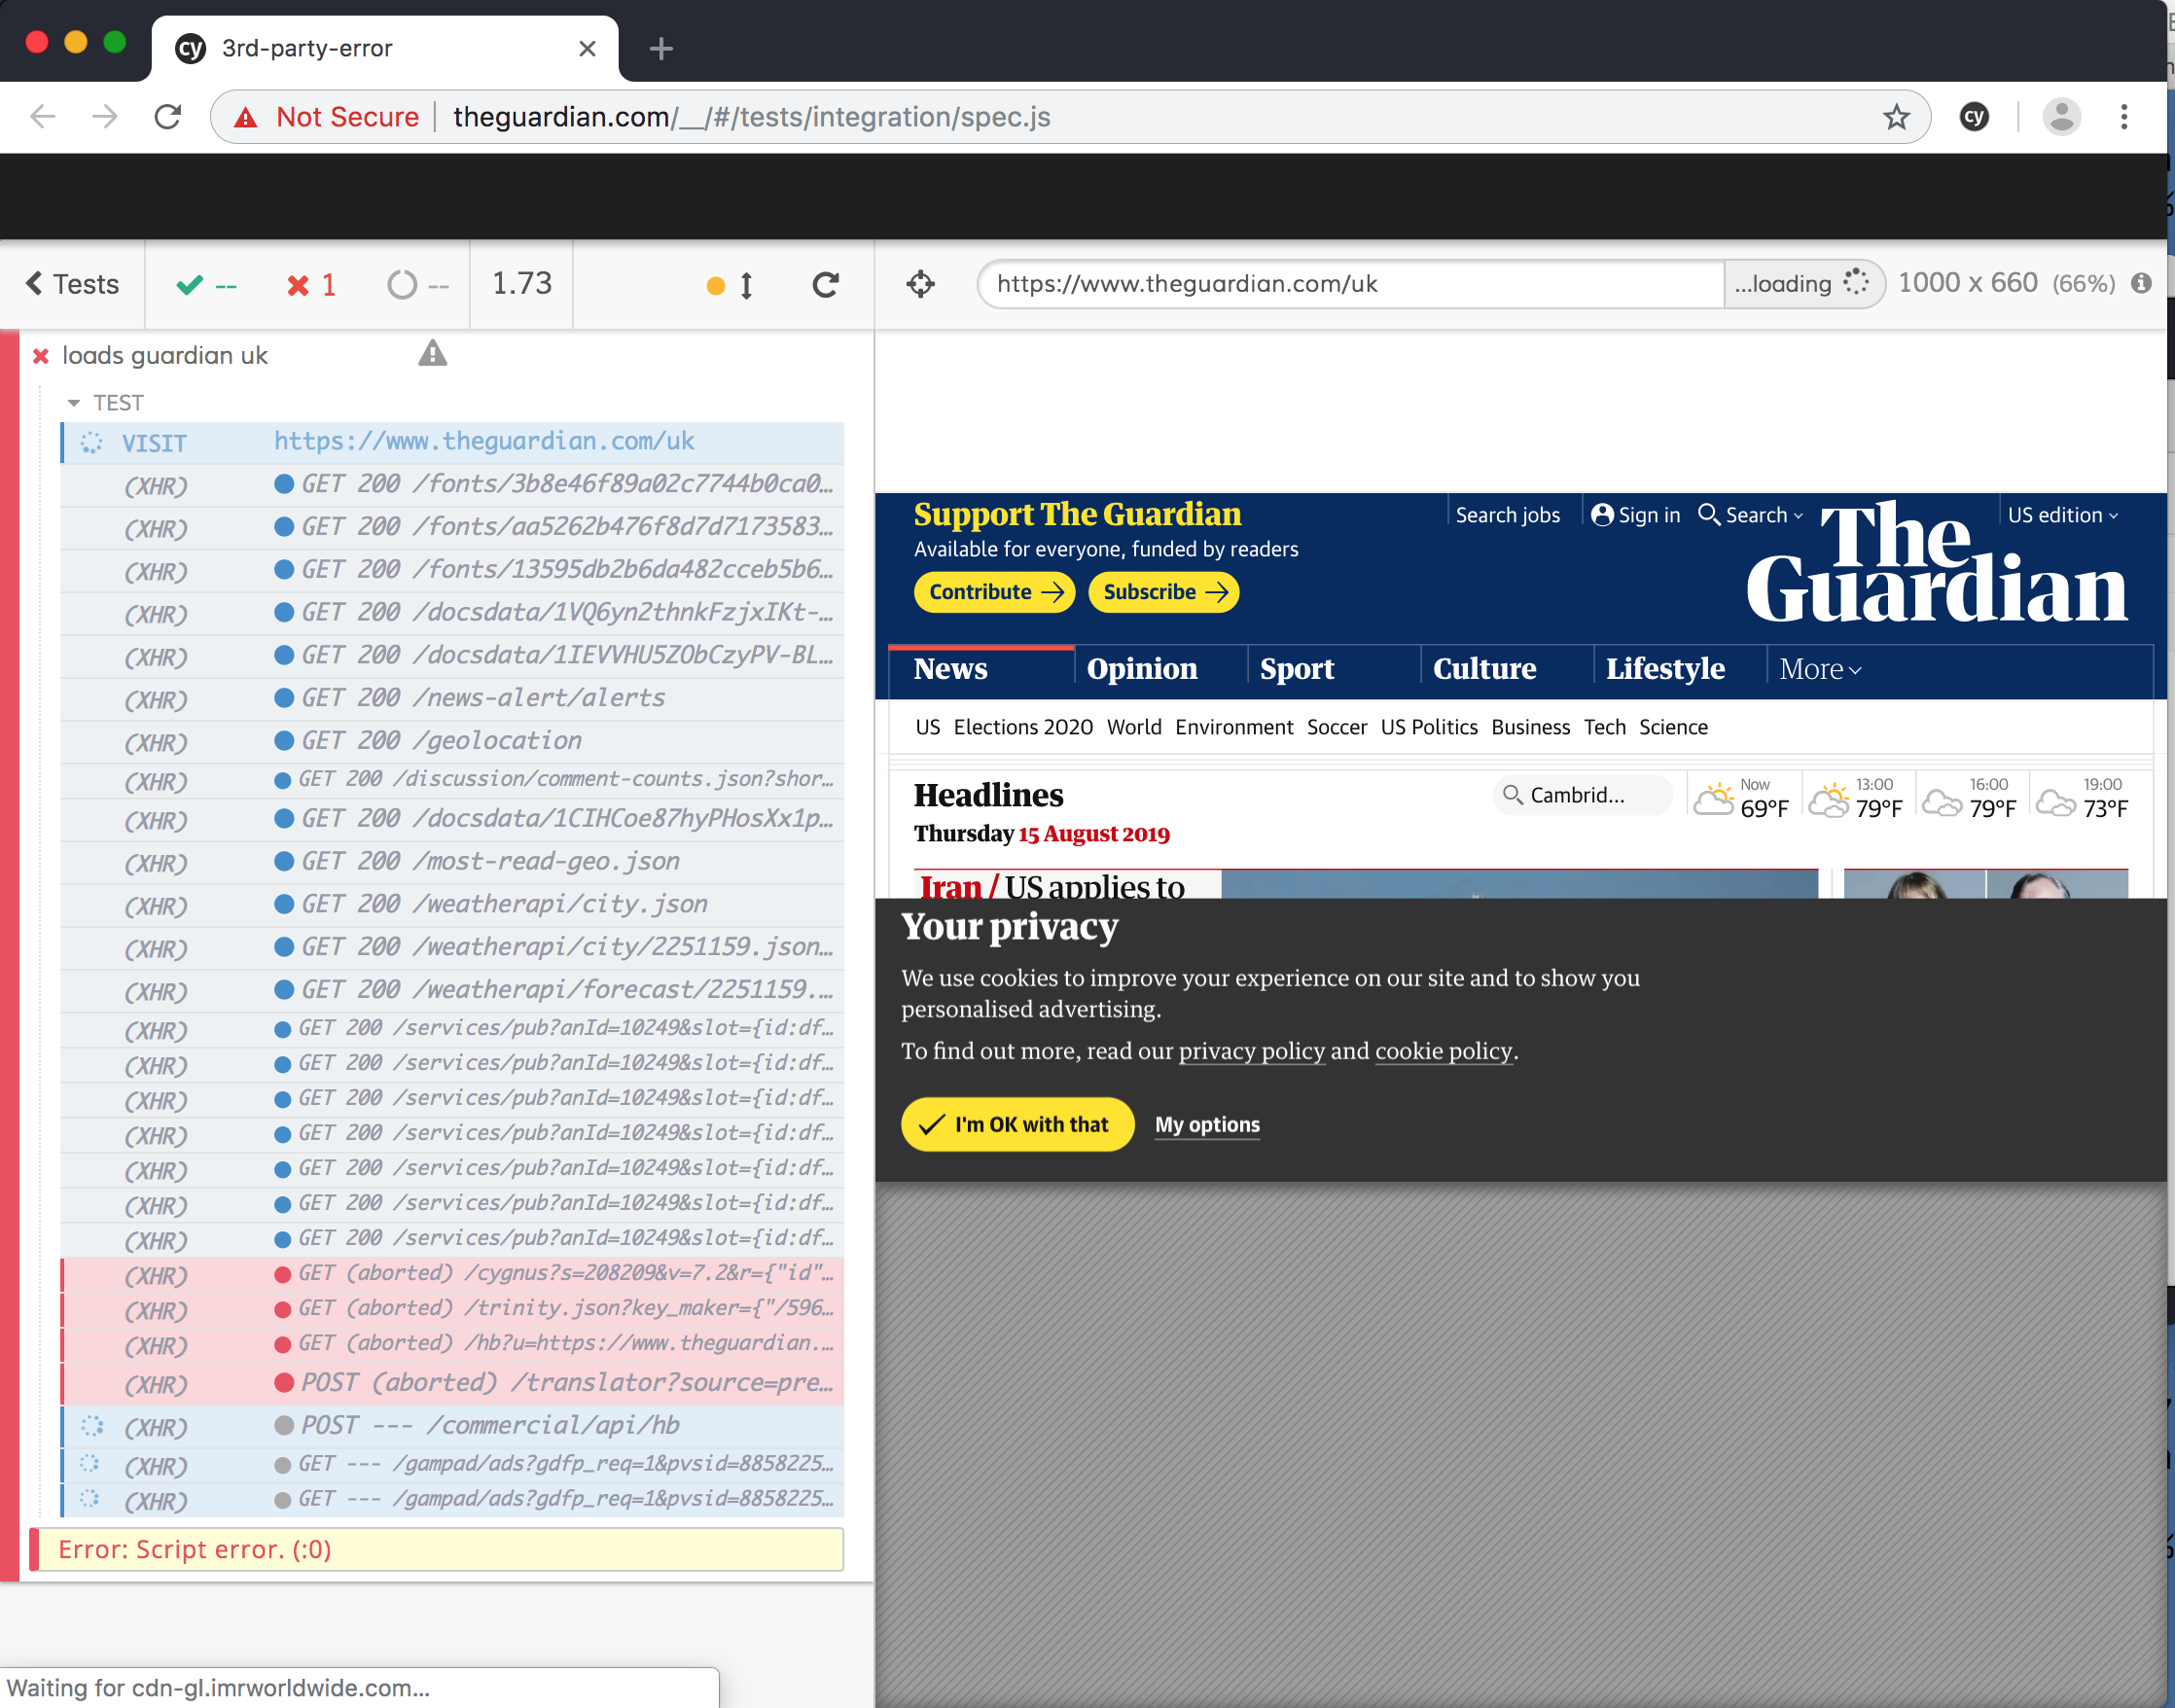 cy 3rd-party-error
Not Secure theguardian.com/__/#/tests/integration/spec.js cy
Tests -- 1 -- 1.73
https://www.theguardian.com/uk ...loading 1000 x 660 (66%)
loads guardian uk
TEST
VISIT https://www.theguardian.com/uk
(XHR) GET 200 /fonts/3b8e46f89a02c7744b0ca0...
(XHR) GET 200 /fonts/aa5262b476f8d7d7173583...
(XHR) GET 200 /fonts/13595db2b6da482cceb5b6...
(XHR) GET 200 /docsdata/1VQ6yn2thnkFzjxIKt-...
(XHR) GET 200 /docsdata/1IEVVHU5ZObCzyPV-BL...
(XHR) GET 200 /news-alert/alerts
(XHR) GET 200 /geolocation
(XHR) GET 200 /discussion/comment-counts.json?shor...
(XHR) GET 200 /docsdata/1CIHCoe87hyPHosXx1p...
(XHR) GET 200 /most-read-geo.json
(XHR) GET 200 /weatherapi/city.json
(XHR) GET 200 /weatherapi/city/2251159.json...
(XHR) GET 200 /weatherapi/forecast/2251159....
(XHR) GET 200 /services/pub?anId=10249&slot={id:df...
(XHR) GET 200 /services/pub?anId=10249&slot={id:df...
(XHR) GET 200 /services/pub?anId=10249&slot={id:df...
(XHR) GET 200 /services/pub?anId=10249&slot={id:df...
(XHR) GET 200 /services/pub?anId=10249&slot={id:df...
(XHR) GET 200 /services/pub?anId=10249&slot={id:df...
(XHR) GET 200 /services/pub?anId=10249&slot={id:df...
(XHR) GET (aborted) /cygnus?s=208209&v=7.2&r={"id"...
(XHR) GET (aborted) /trinity.json?key_maker={"/596...
(XHR) GET (aborted) /hb?u=https://www.theguardian....
(XHR) POST (aborted) /translator?source=pre...
(XHR) POST --- /commercial/api/hb
(XHR) GET --- /gampad/ads?gdfp_req=1&pvsid=8858225...
(XHR) GET --- /gampad/ads?gdfp_req=1&pvsid=8858225...
Error: Script error. (:0)
Waiting for cdn-gl.imrworldwide.com...
Support The Guardian
Available for everyone, funded by readers
Contribute Subscribe
Search jobs Sign in Search US edition
The
Guardian
News Opinion Sport Culture Lifestyle More
US Elections 2020 World Environment Soccer US Politics Business Tech Science
Headlines
Thursday 15 August 2019
Cambrid...
Now 13:00 16:00 19:00
69°F 79°F 79°F 73°F
Iran / US applies to
Your privacy
We use cookies to improve your experience on our site and to show you
personalised advertising.
To find out more, read our privacy policy and cookie policy.
I'm OK with that My options